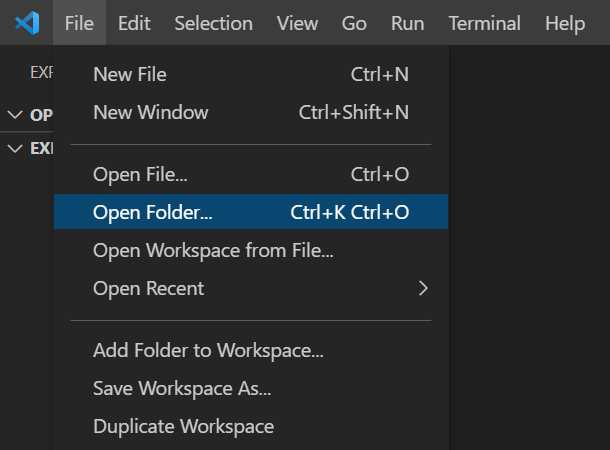 File Edit Selection View Go Run Terminal Help
EXP
OP
EXP
New File Ctrl+N
New Window Ctrl+Shift+N
Open File... Ctrl+O
Open Folder... Ctrl+K Ctrl+O
Open Workspace from File...
Open Recent
Add Folder to Workspace...
Save Workspace As...
Duplicate Workspace